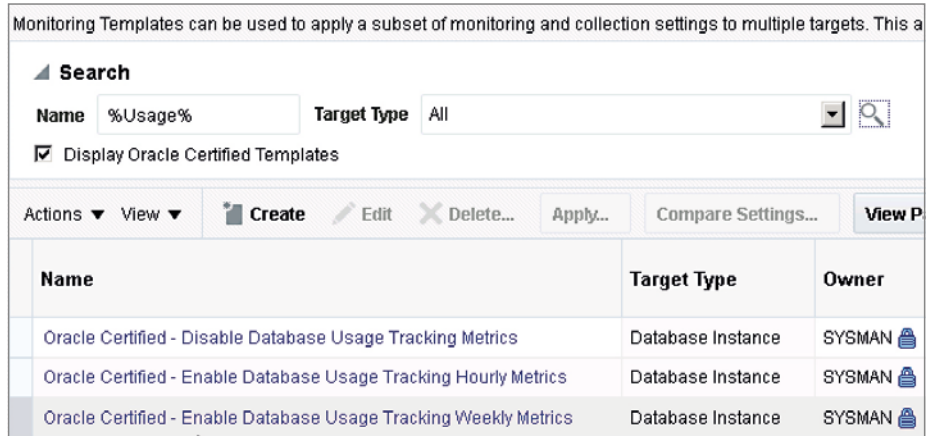 Monitoring Templates can be used to apply a subset of monitoring and collection settings to multiple targets. This a
Search
Name %Usage% Target Type All
Display Oracle Certified Templates
Actions View Create Edit Delete... Apply... Compare Settings... View P
Name Target Type Owner
Oracle Certified - Disable Database Usage Tracking Metrics Database Instance SYSMAN
Oracle Certified - Enable Database Usage Tracking Hourly Metrics Database Instance SYSMAN
Oracle Certified - Enable Database Usage Tracking Weekly Metrics Database Instance SYSMAN